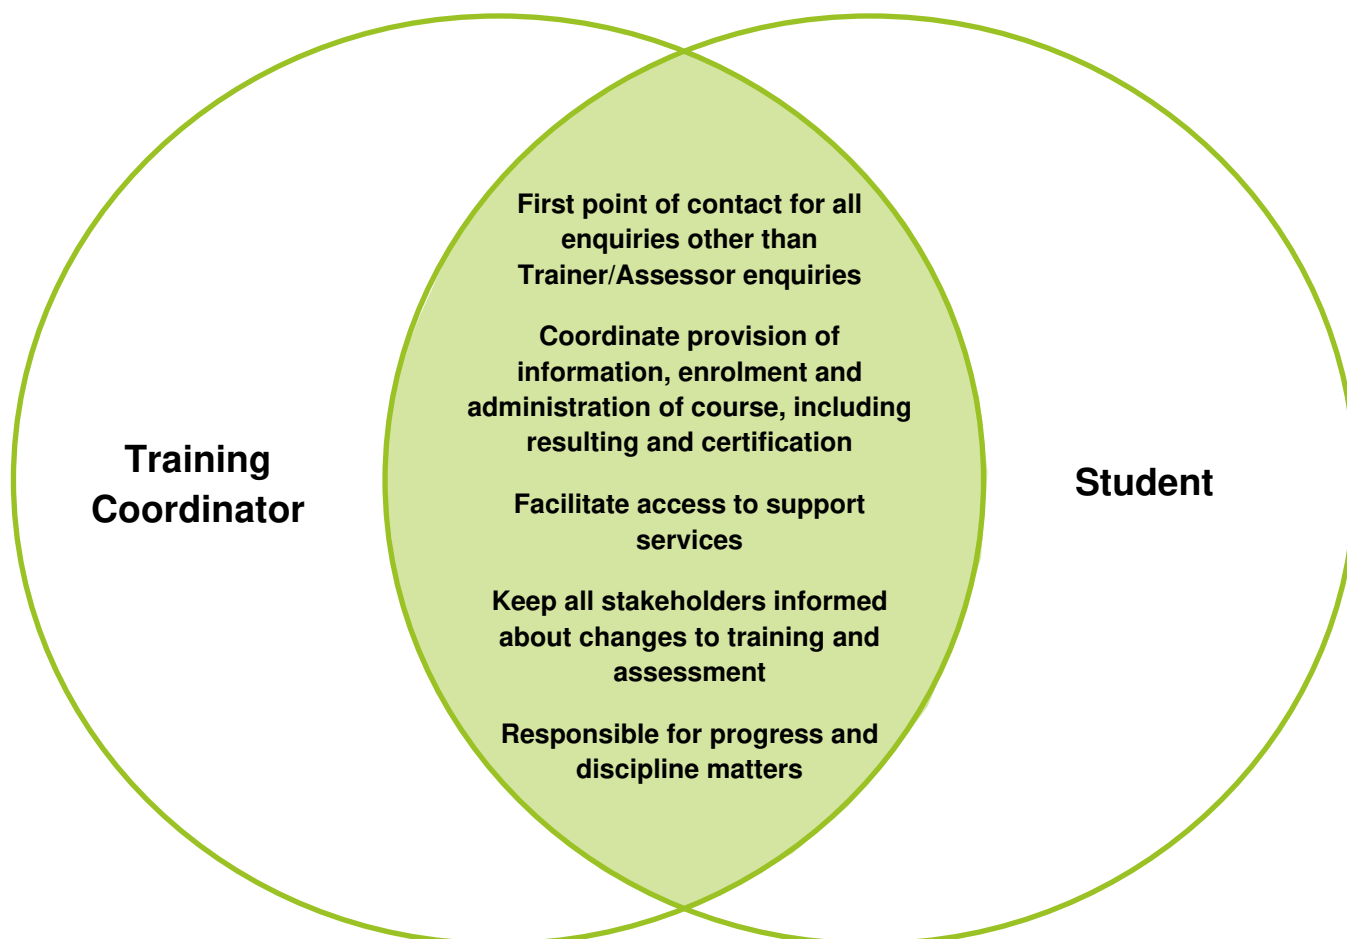 Training
Coordinator
First point of contact for all
enquiries other than
Trainer/Assessor enquiries
Coordinate provision of
information, enrolment and
administration of course, including
resulting and certification
Facilitate access to support
services
Keep all stakeholders informed
about changes to training and
assessment
Responsible for progress and
discipline matters
Student